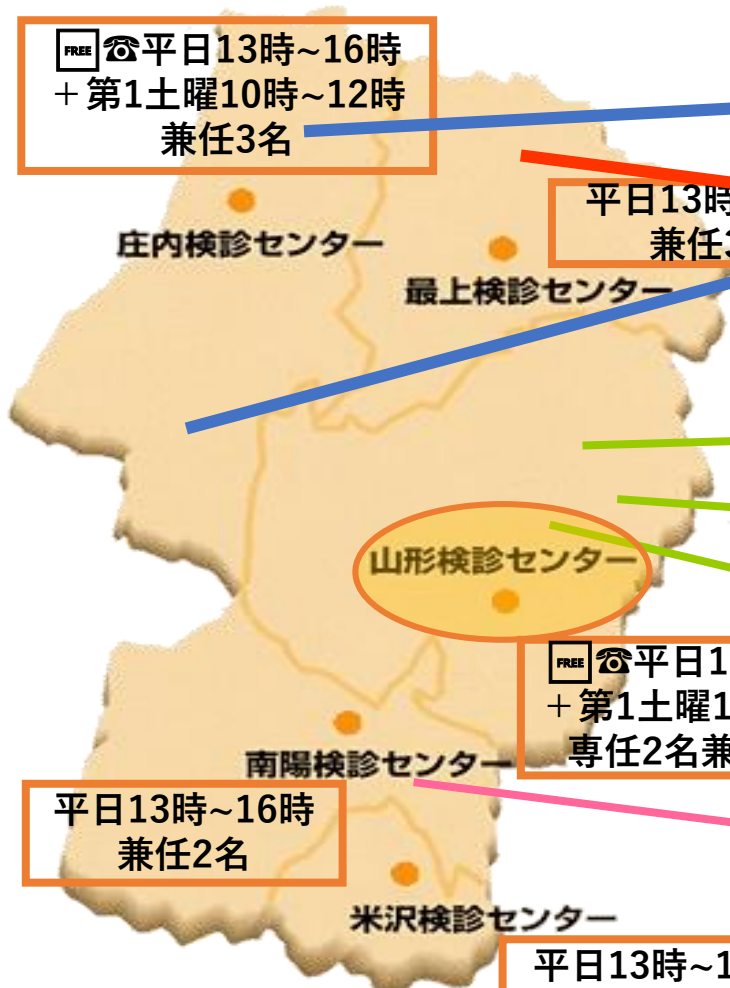 FREE ☎平日13時~16時
＋第1土曜10時~12時
兼任3名
庄内検診センター
平日13時
兼任3
最上検診センター
山形検診センター
FREE ☎平日1
＋第1土曜1
専任2名兼
南陽検診センター
平日13時~16時
兼任2名
米沢検診センター
平日13時~1